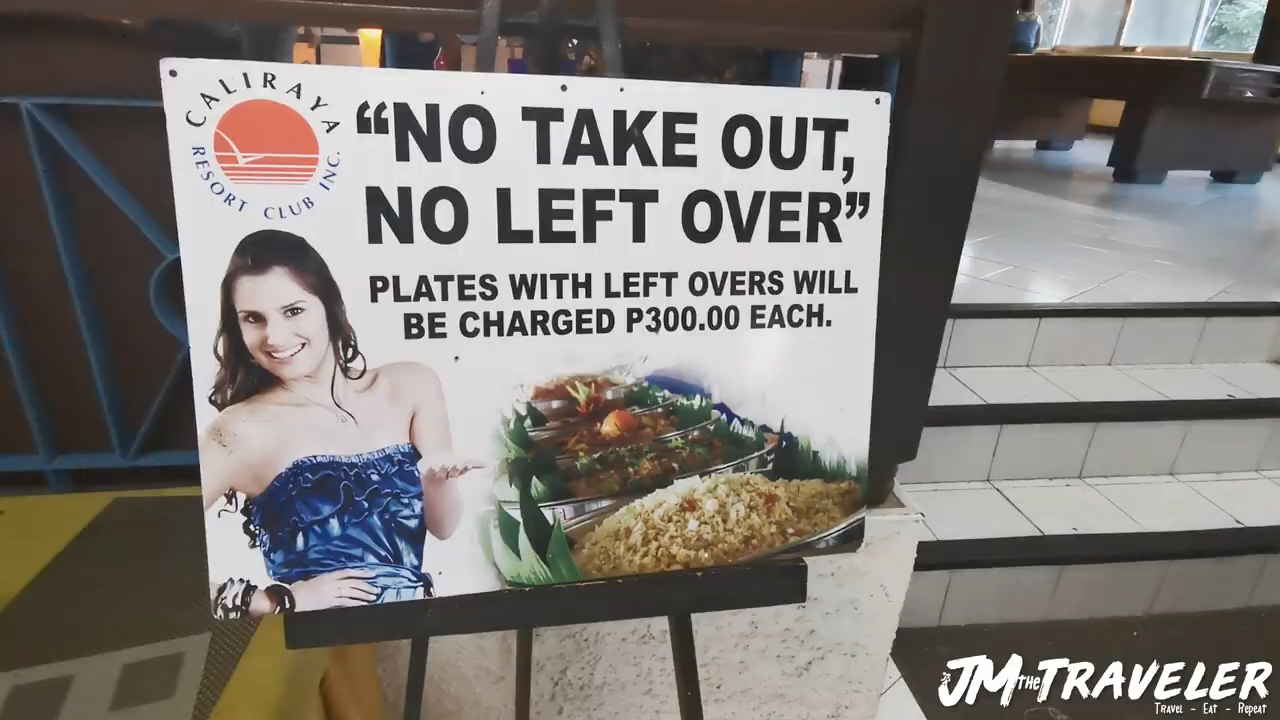 CALIRAYA
RESORT CLUB INC.
“NO TAKE OUT,
NO LEFT OVER”
PLATES WITH LEFT OVERS WILL
BE CHARGED P300.00 EACH.
JM THE TRAVELER
Travel - Eat - Repeat